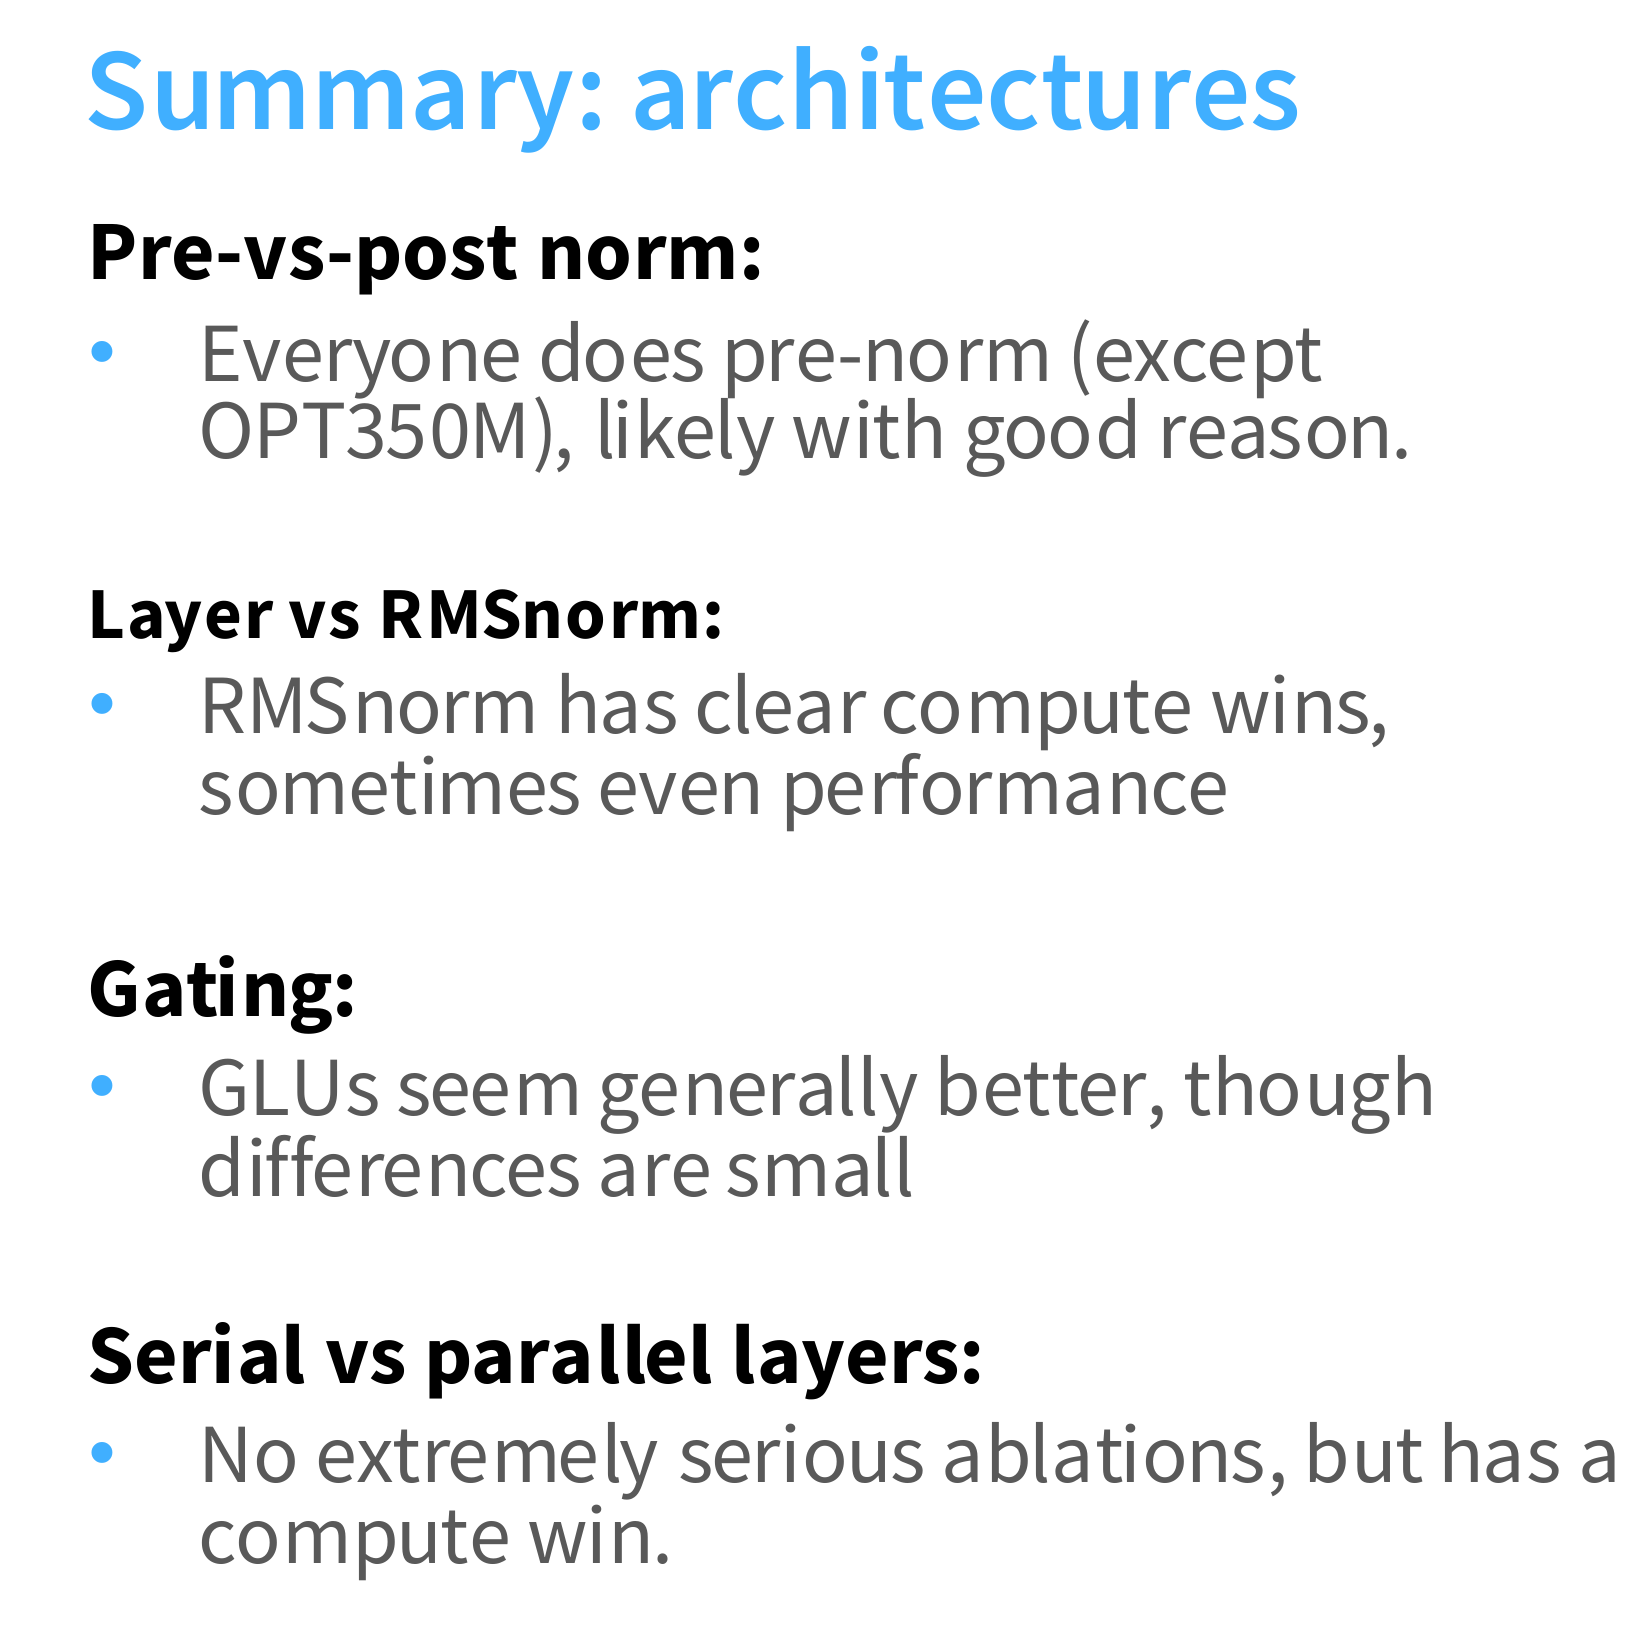 Summary: architectures
Pre-vs-post norm:
• Everyone does pre-norm (except
OPT350M), likely with good reason.
Layer vs RMSnorm:
• RMSnorm has clear compute wins,
sometimes even performance
Gating:
• GLUs seem generally better, though
differences are small
Serial vs parallel layers:
• No extremely serious ablations, but has a
compute win.